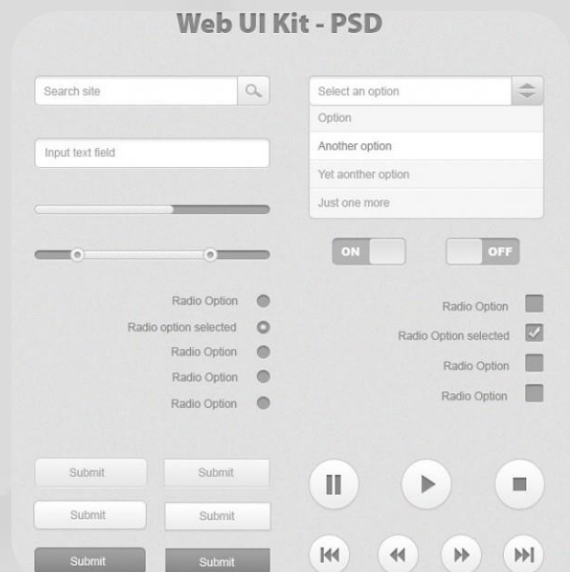 Web UI Kit - PSD
Search site
Input text field
Select an option
Option
Another option
Yet aonther option
Just one more
ON
OFF
Radio Option
Radio option selected
Radio Option
Radio Option
Radio Option
Radio Option
Radio Option selected
Radio Option
Radio Option
Submit
Submit
Submit
Submit
Submit
Submit